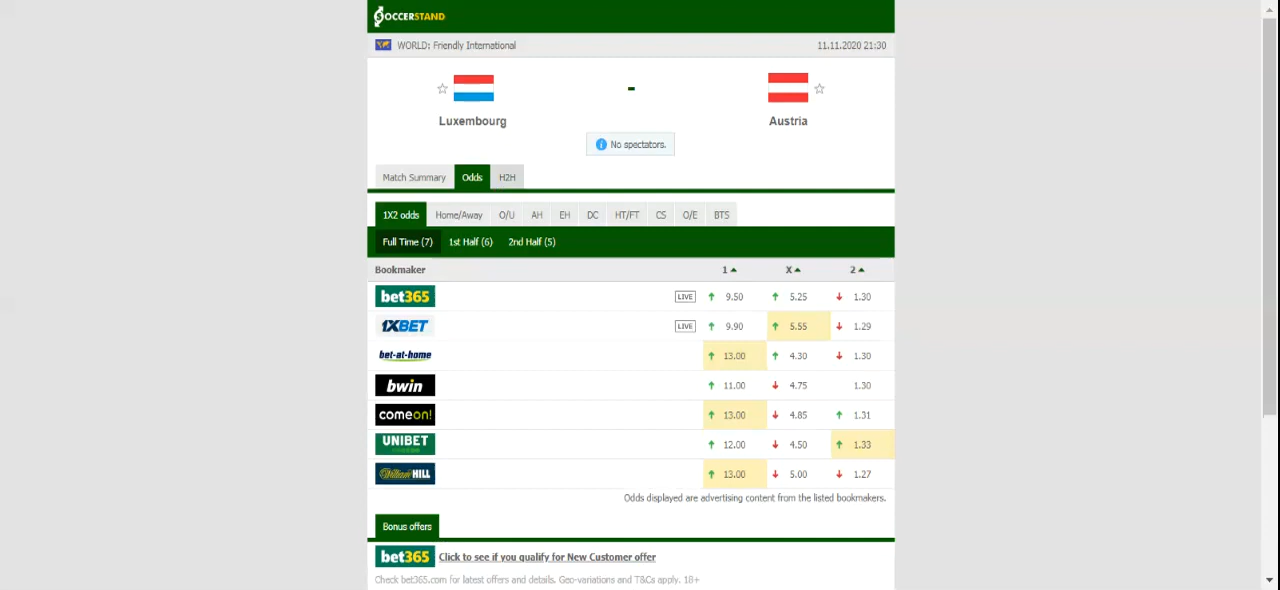 SOCCERSTAND
WORLD: Friendly International 11.11.2020 21:30
-
Luxembourg Austria
No spectators.
Match Summary Odds H2H
1X2 odds Home/Away O/U AH EH DC HT/FT CS O/E BTS
Full Time (7) 1st Half (6) 2nd Half (5)
Bookmaker 1 X 2
bet365 LIVE 9.50 5.25 1.30
1XBET LIVE 9.90 5.55 1.29
bet-at-home 13.00 4.30 1.30
bwin 11.00 4.75 1.30
comeon! 13.00 4.85 1.31
UNIBET 12.00 4.50 1.33
William HILL 13.00 5.00 1.27
Odds displayed are advertising content from the listed bookmakers.
Bonus offers
bet365 Click to see if you qualify for New Customer offer
Check bet365.com for latest offers and details. Geo-variations and T&Cs apply. 18+